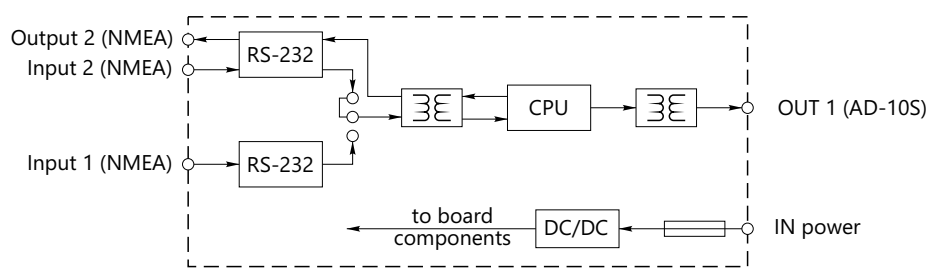 Output 2 (NMEA)
Input 2 (NMEA)
RS-232
CPU
OUT 1 (AD-10S)
Input 1 (NMEA)
RS-232
to board
components
DC/DC
IN power